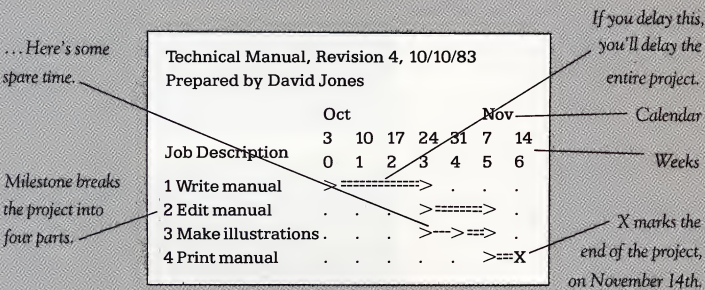 ...Here's some
spare time.
If you delay this,
you'll delay the
entire project.
Technical Manual, Revision 4, 10/10/83
Prepared by David Jones
Oct Nov
Calendar
3 10 17 24 31 7 14
Job Description 0 1 2 3 4 5 6
Weeks
1 Write manual >==========> . . .
2 Edit manual . . . >======> .
3 Make illustrations . . . >--->==> .
4 Print manual . . . . . >===X
Milestone breaks
the project into
four parts.
X marks the
end of the project,
on November 14th.